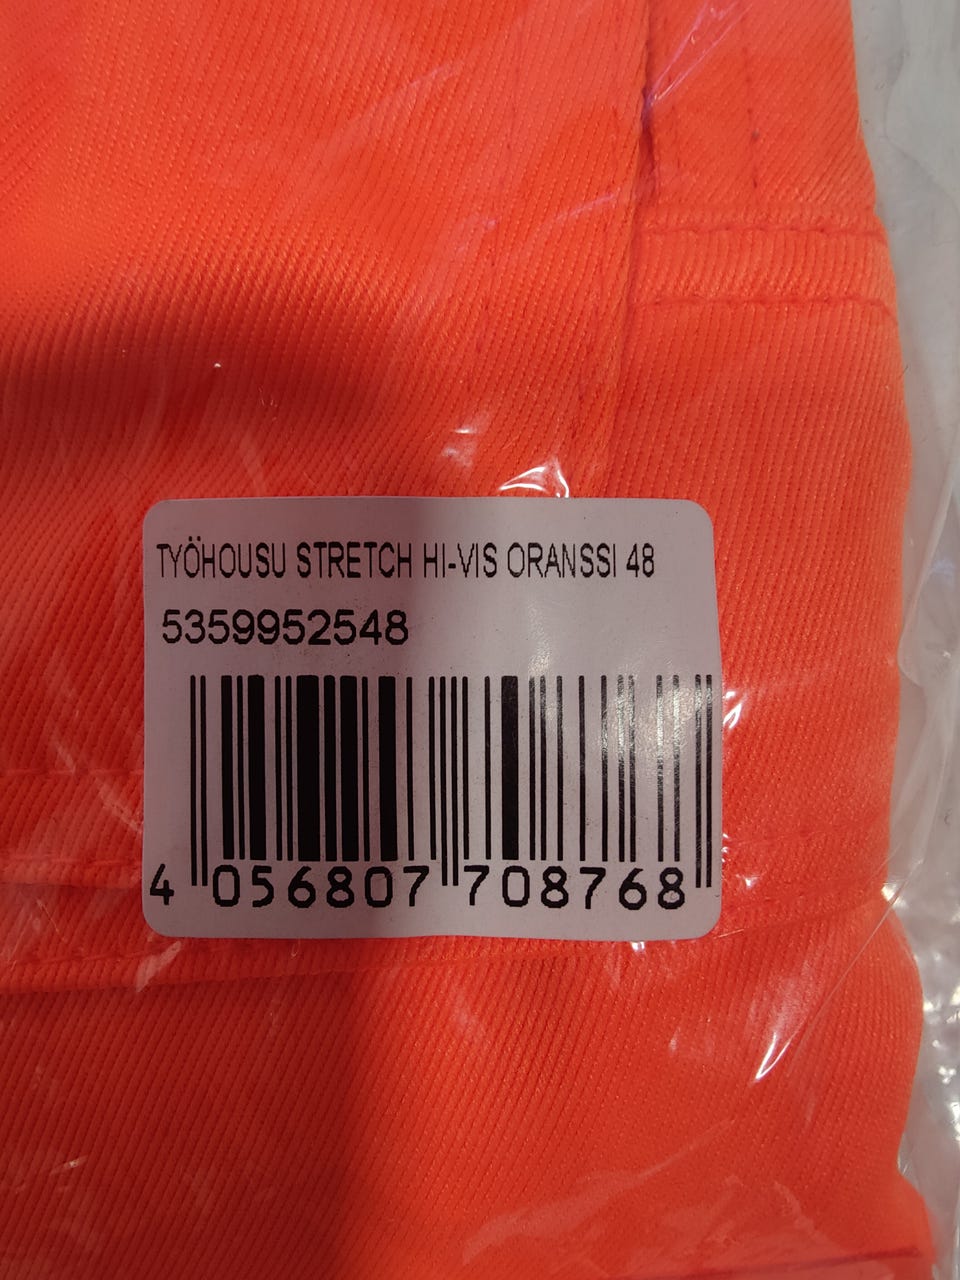 TYÖHOUSU STRETCH HI-VIS ORANSSI 48
5359952548
4 056807 708768